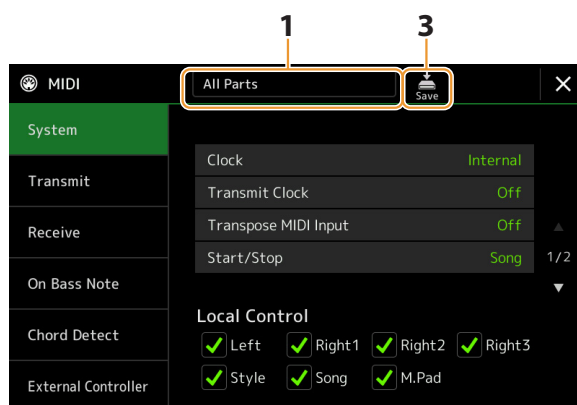 1 3
MIDI All Parts Save
System
Transmit
Receive
On Bass Note
Chord Detect
External Controller
Clock Internal
Transmit Clock Off
Transpose MIDI Input Off
Start/Stop Song
1/2
Local Control
Left Right1 Right2 Right3
Style Song M.Pad